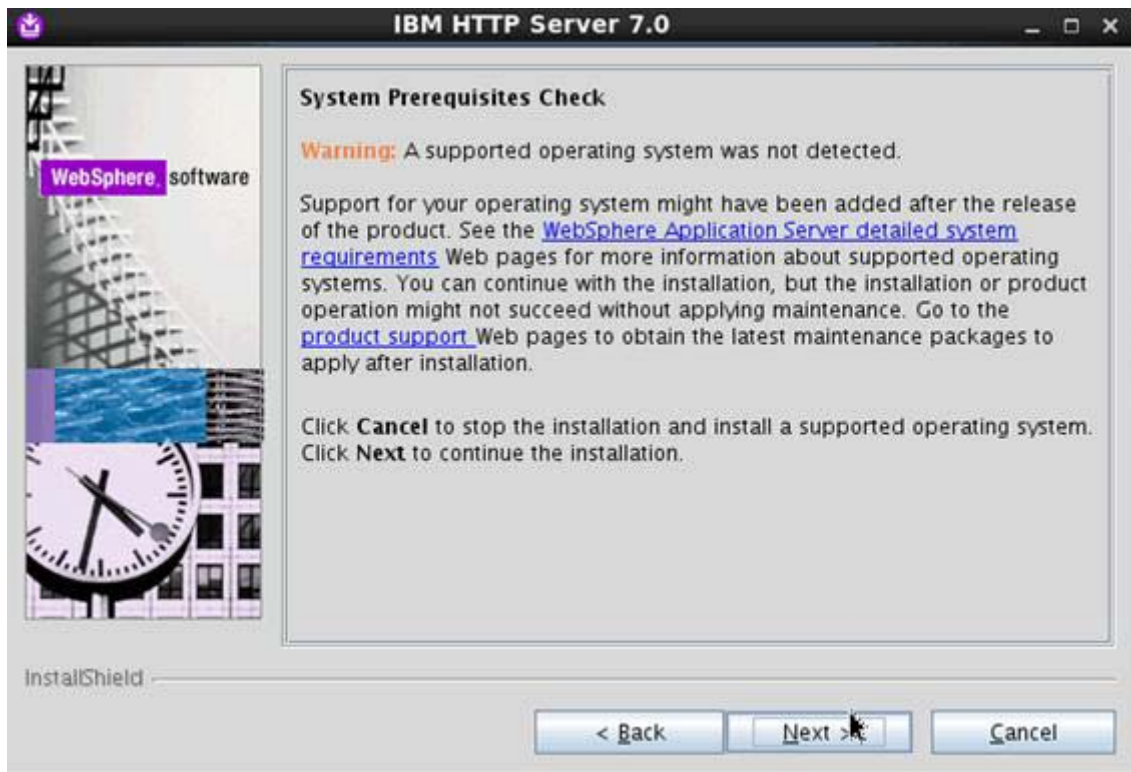 IBM HTTP Server 7.0
WebSphere. software
System Prerequisites Check
Warning: A supported operating system was not detected.
Support for your operating system might have been added after the release
of the product. See the WebSphere Application Server detailed system
requirements Web pages for more information about supported operating
systems. You can continue with the installation, but the installation or product
operation might not succeed without applying maintenance. Go to the
product support Web pages to obtain the latest maintenance packages to
apply after installation.
Click Cancel to stop the installation and install a supported operating system.
Click Next to continue the installation.
InstallShield
< Back
Next >
Cancel